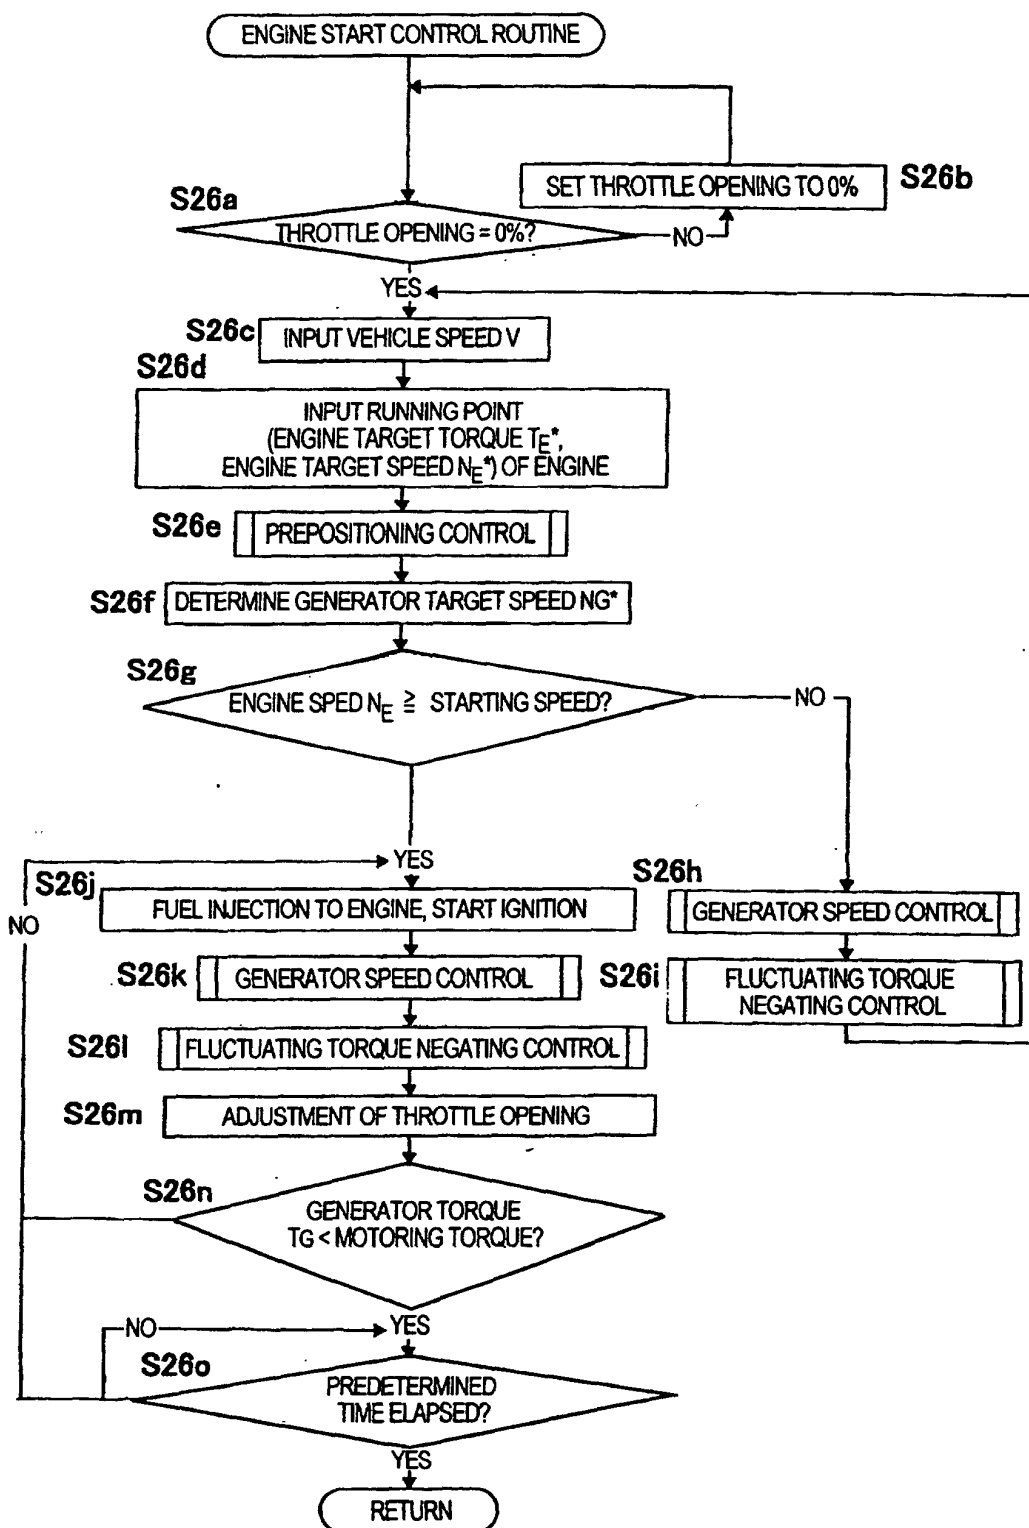 ENGINE START CONTROL ROUTINE
SET THROTTLE OPENING TO 0%
S26b
S26a
THROTTLE OPENING = 0%?
NO
YES
S26c
INPUT VEHICLE SPEED V
S26d
INPUT RUNNING POINT
(ENGINE TARGET TORQUE TE*,
ENGINE TARGET SPEED NE*) OF ENGINE
S26e
PREPOSITIONING CONTROL
S26f
DETERMINE GENERATOR TARGET SPEED NG*
S26g
ENGINE SPED NE ≧ STARTING SPEED?
NO
YES
S26h
GENERATOR SPEED CONTROL
S26i
FLUCTUATING TORQUE
NEGATING CONTROL
S26j
NO
FUEL INJECTION TO ENGINE, START IGNITION
S26k
GENERATOR SPEED CONTROL
S26l
FLUCTUATING TORQUE NEGATING CONTROL
S26m
ADJUSTMENT OF THROTTLE OPENING
S26n
GENERATOR TORQUE
TG < MOTORING TORQUE?
NO
YES
S26o
PREDETERMINED
TIME ELAPSED?
YES
RETURN